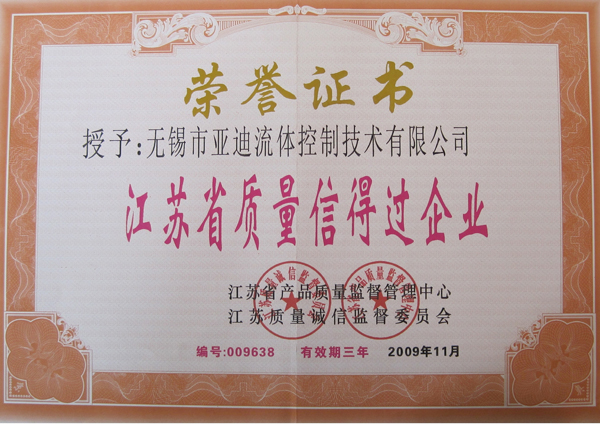 荣誉证书
授予:无锡市亚迪流体控制技术有限公司
江苏省质量信得过企业
江苏省产品质量监督管理中心
江苏质量诚信监督委员会
编号:009638 有效期三年 2009年11月